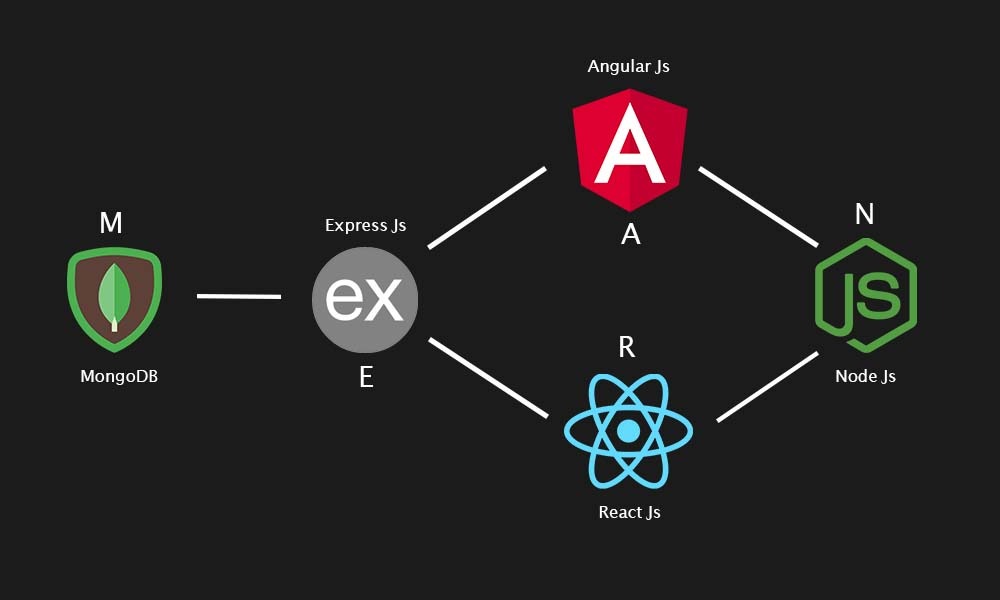 M
MongoDB
Express Js
ex
E
Angular Js
A
A
R
React Js
N
JS
Node Js